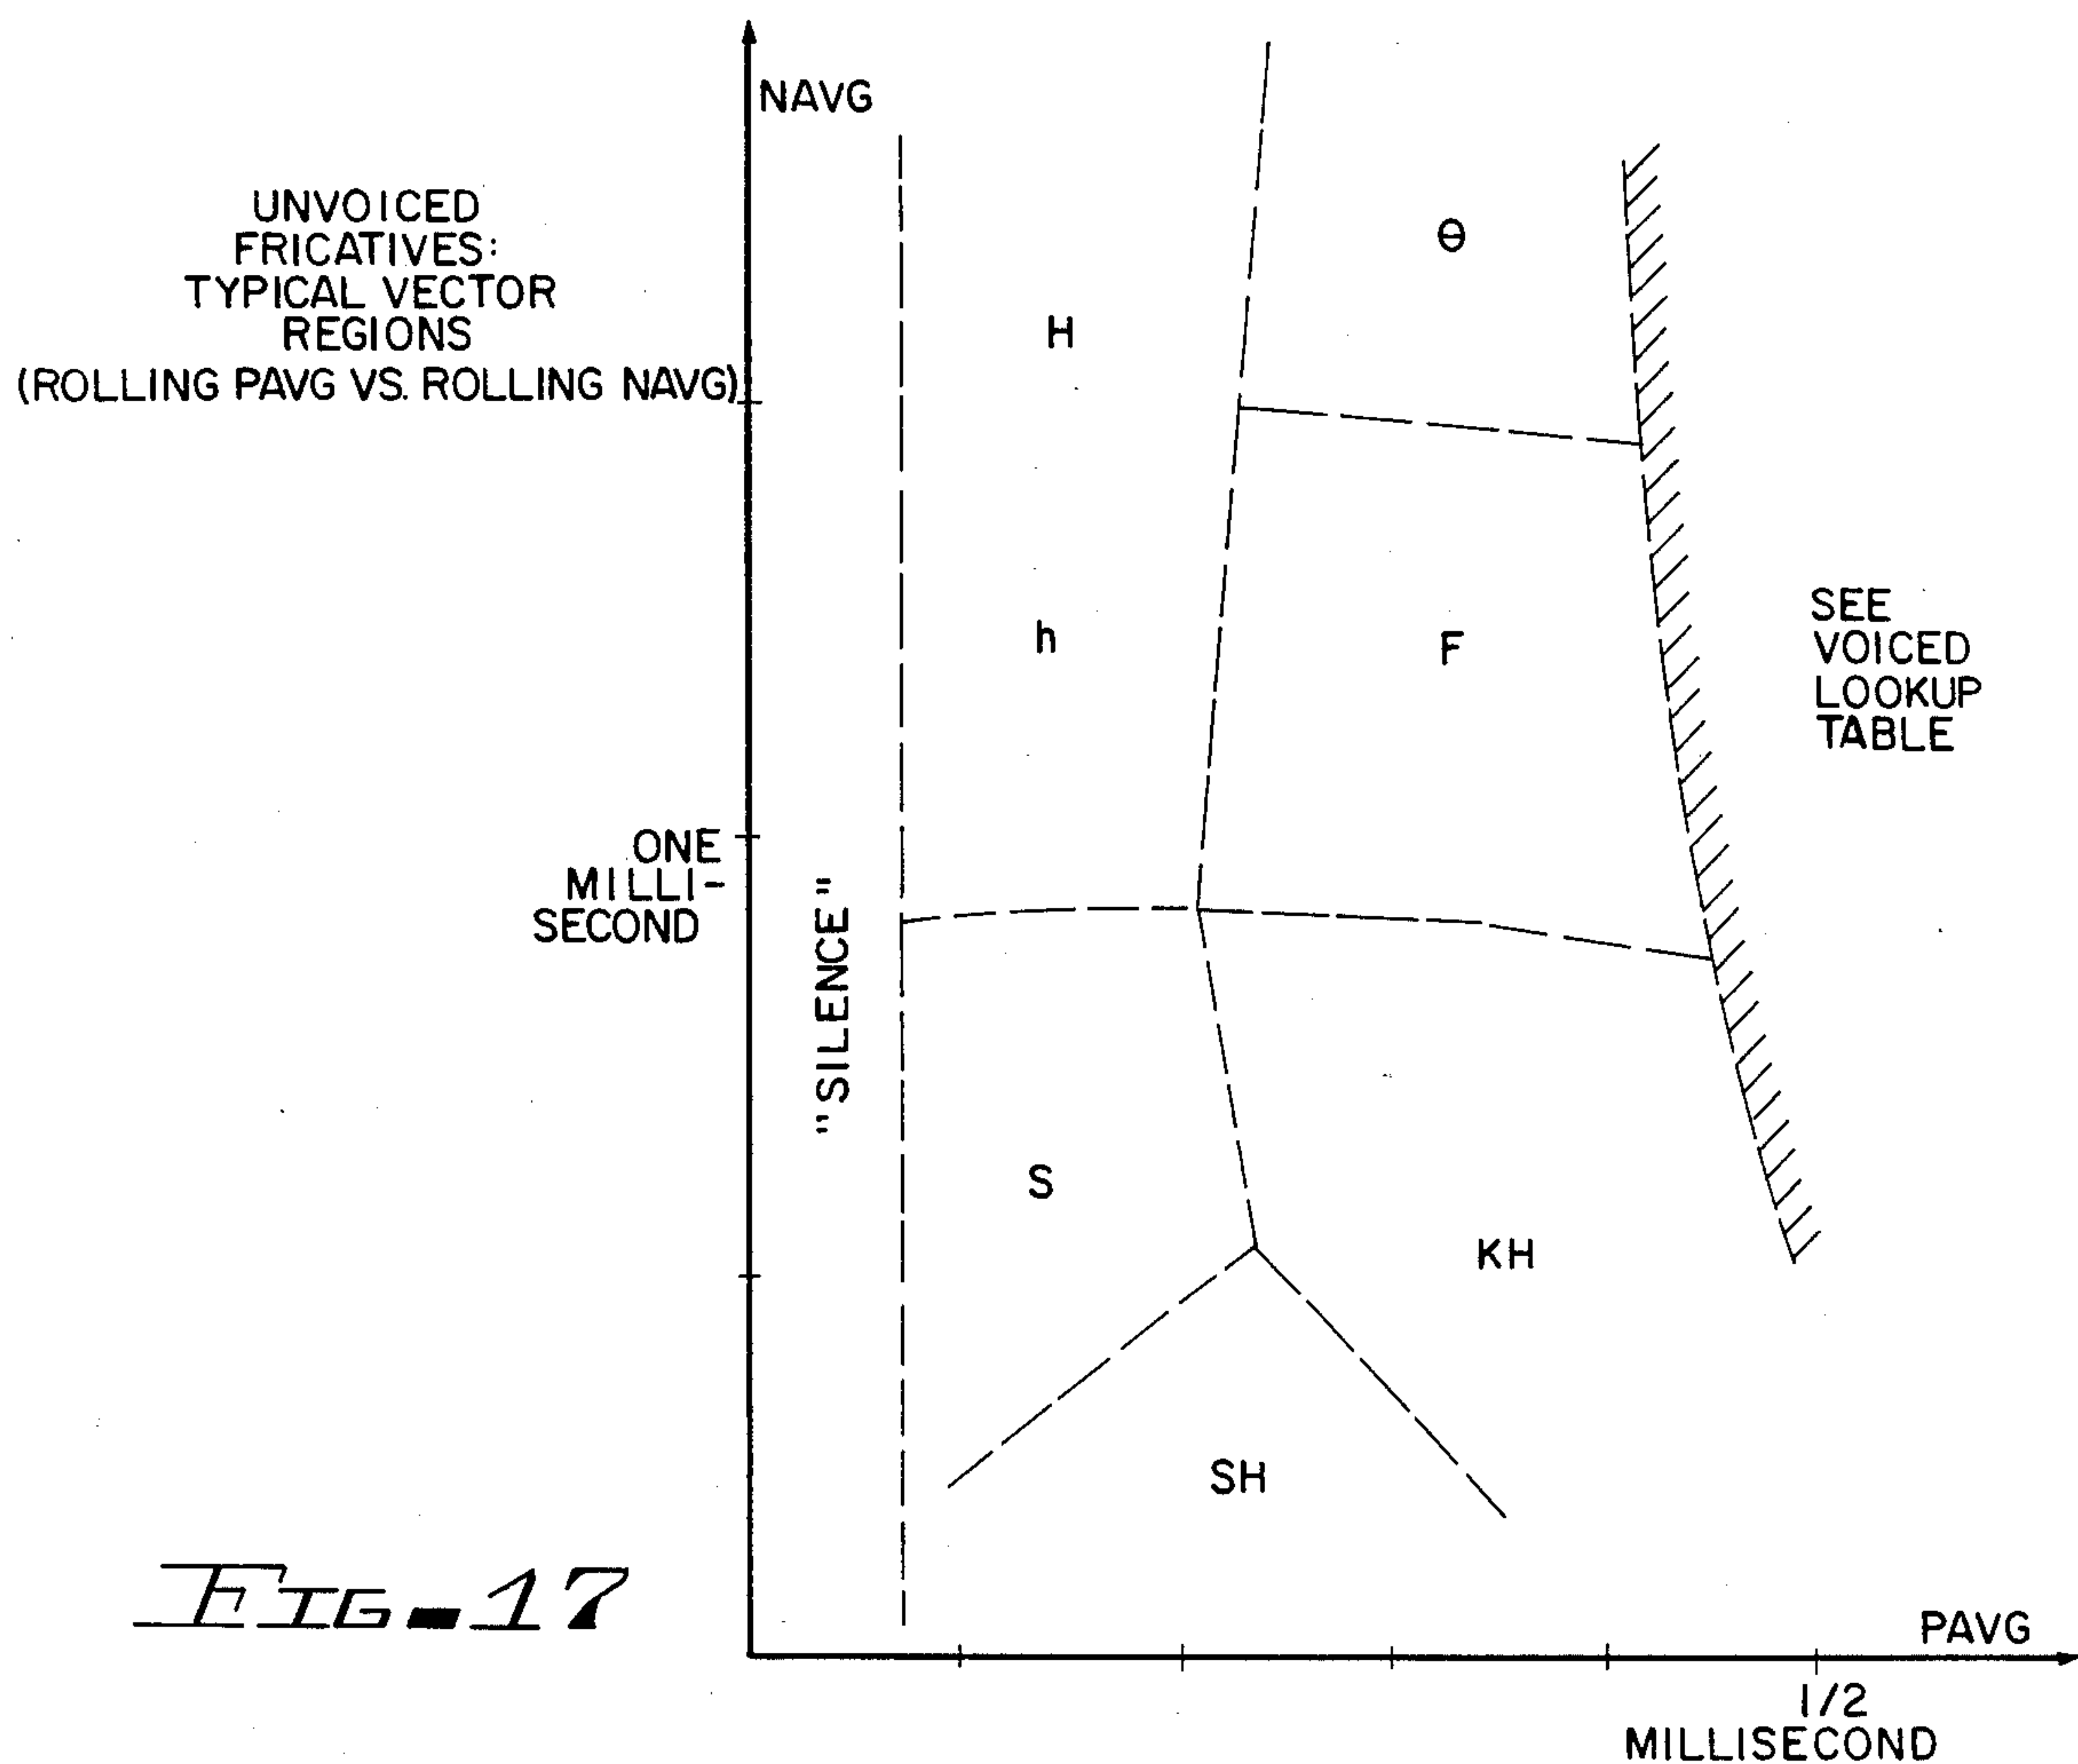 NAVG
UNVOICED
FRICATIVES:
TYPICAL VECTOR
REGIONS
(ROLLING PAVG VS. ROLLING NAVG)
H
θ
h
F
SEE
VOICED
LOOKUP
TABLE
ONE
MILLI-
SECOND
"SILENCE"
S
KH
SH
FIG-17
PAVG
1/2
MILLISECOND